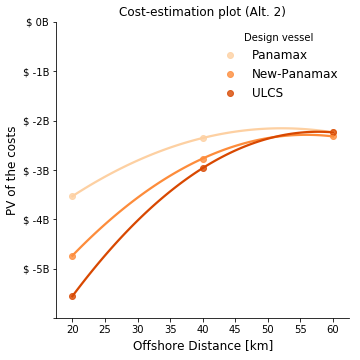 Cost-estimation plot (Alt. 2)
$ 0B
$ -1B
$ -2B
$ -3B
$ -4B
$ -5B
PV of the costs
Design vessel
Panamax
New-Panamax
ULCS
20 25 30 35 40 45 50 55 60
Offshore Distance [km]